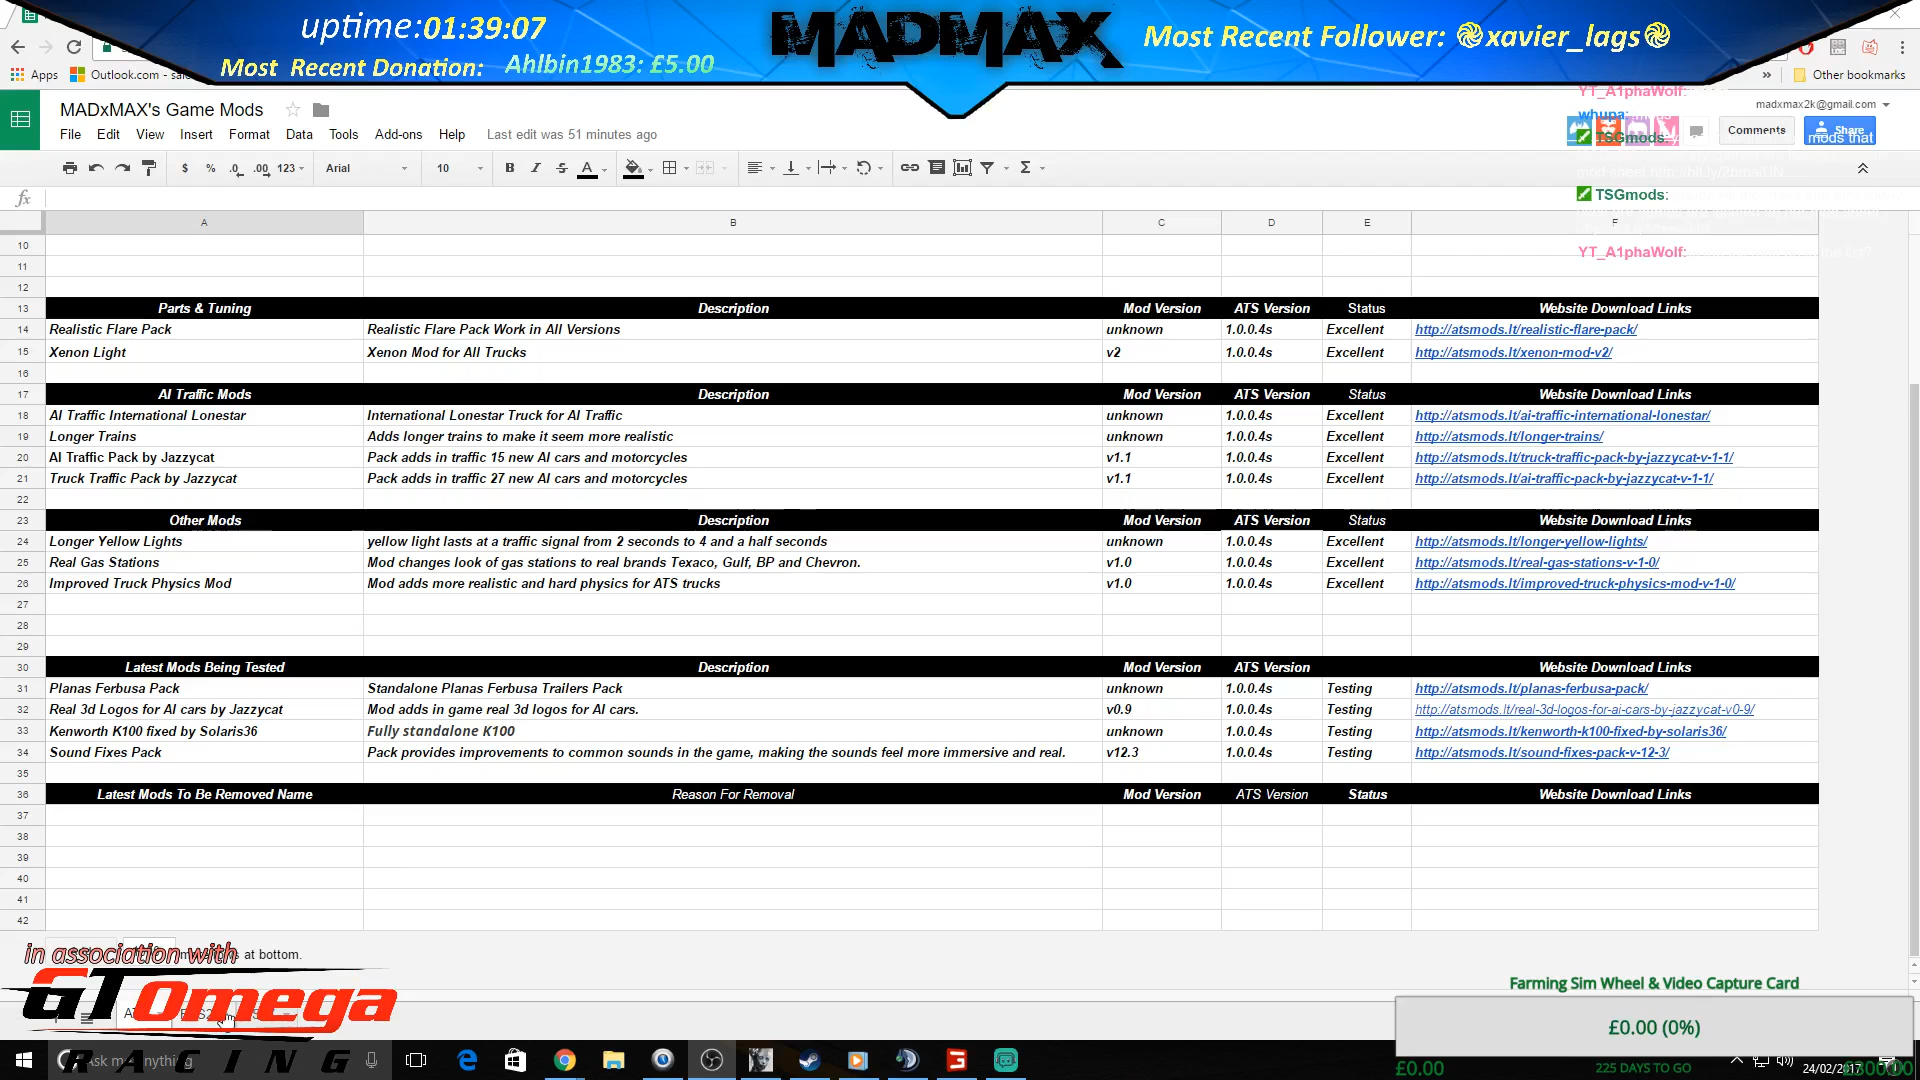 uptime:01:39:07
Most Recent Donation: Ahlbin1983: £5.00
MADMAX
Most Recent Follower: xavier_lags
Apps Outlook.com - sa
» Other bookmarks
MADxMAX's Game Mods
madxmax2k@gmail.com
File Edit View Insert Format Data Tools Add-ons Help Last edit was 51 minutes ago
Comments Share
YT_A1phaWolf:
whupa:
TSGmods:
mods that
TSGmods:
YT_A1phaWolf:
$ % .0 .00 123 Arial 10 B I S A Σ
fx
A B C D E F
10
11
12
13 Parts & Tuning Description Mod Version ATS Version Status Website Download Links
14 Realistic Flare Pack Realistic Flare Pack Work in All Versions unknown 1.0.0.4s Excellent http://atsmods.lt/realistic-flare-pack/
15 Xenon Light Xenon Mod for All Trucks v2 1.0.0.4s Excellent http://atsmods.lt/xenon-mod-v2/
16
17 AI Traffic Mods Description Mod Version ATS Version Status Website Download Links
18 AI Traffic International Lonestar International Lonestar Truck for AI Traffic unknown 1.0.0.4s Excellent http://atsmods.lt/ai-traffic-international-lonestar/
19 Longer Trains Adds longer trains to make it seem more realistic unknown 1.0.0.4s Excellent http://atsmods.lt/longer-trains/
20 AI Traffic Pack by Jazzycat Pack adds in traffic 15 new AI cars and motorcycles v1.1 1.0.0.4s Excellent http://atsmods.lt/truck-traffic-pack-by-jazzycat-v-1-1/
21 Truck Traffic Pack by Jazzycat Pack adds in traffic 27 new AI cars and motorcycles v1.1 1.0.0.4s Excellent http://atsmods.lt/ai-traffic-pack-by-jazzycat-v-1-1/
22
23 Other Mods Description Mod Version ATS Version Status Website Download Links
24 Longer Yellow Lights yellow light lasts at a traffic signal from 2 seconds to 4 and a half seconds unknown 1.0.0.4s Excellent http://atsmods.lt/longer-yellow-lights/
25 Real Gas Stations Mod changes look of gas stations to real brands Texaco, Gulf, BP and Chevron. v1.0 1.0.0.4s Excellent http://atsmods.lt/real-gas-stations-v-1-0/
26 Improved Truck Physics Mod Mod adds more realistic and hard physics for ATS trucks v1.0 1.0.0.4s Excellent http://atsmods.lt/improved-truck-physics-mod-v-1-0/
27
28
29
30 Latest Mods Being Tested Description Mod Version ATS Version Website Download Links
31 Planas Ferbusa Pack Standalone Planas Ferbusa Trailers Pack unknown 1.0.0.4s Testing http://atsmods.lt/planas-ferbusa-pack/
32 Real 3d Logos for AI cars by Jazzycat Mod adds in game real 3d logos for AI cars. v0.9 1.0.0.4s Testing http://atsmods.lt/real-3d-logos-for-ai-cars-by-jazzycat-v0-9/
33 Kenworth K100 fixed by Solaris36 Fully standalone K100 unknown 1.0.0.4s Testing http://atsmods.lt/kenworth-k100-fixed-by-solaris36/
34 Sound Fixes Pack Pack provides improvements to common sounds in the game, making the sounds feel more immersive and real. v12.3 1.0.0.4s Testing http://atsmods.lt/sound-fixes-pack-v-12-3/
35
36 Latest Mods To Be Removed Name Reason For Removal Mod Version ATS Version Status Website Download Links
37
38
39
40
41
42
in association with
at bottom.
GT Omega
RACING
Farming Sim Wheel & Video Capture Card
£0.00 (0%)
£0.00 225 DAYS TO GO
24/02/2017